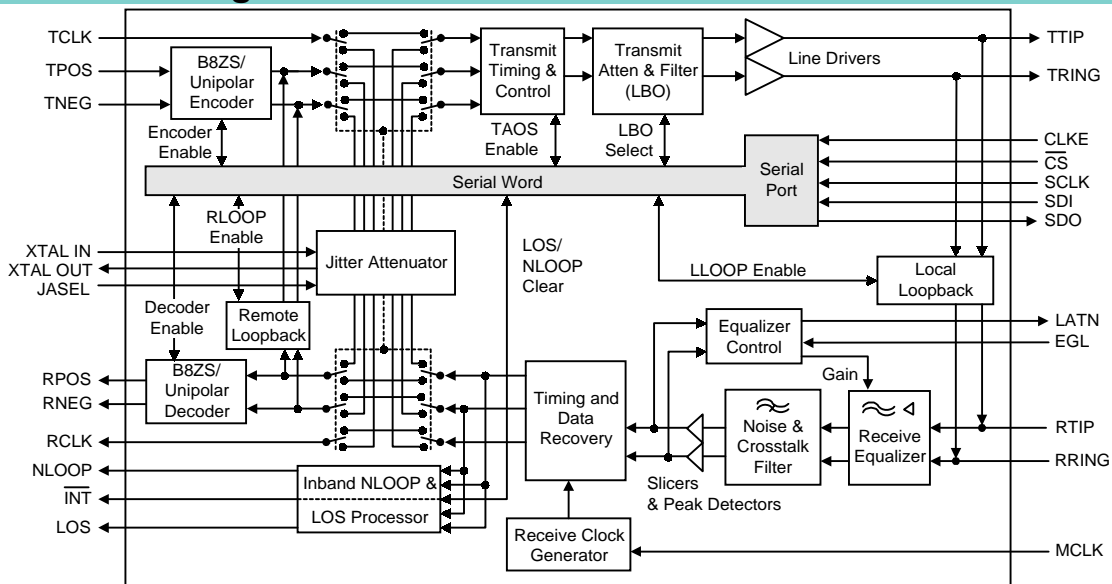 TCLK
TPOS
TNEG
B8ZS/
Unipolar
Encoder
Encoder
Enable
Transmit
Timing &
Control
TAOS
Enable
Transmit
Atten & Filter
(LBO)
LBO
Select
Line Drivers
TTIP
TRING
Serial Word
Serial
Port
CLKE
CS
SCLK
SDI
SDO
RLOOP
Enable
XTAL IN
XTAL OUT
JASEL
Jitter Attenuator
LOS/
NLOOP
Clear
LLOOP Enable
Local
Loopback
Decoder
Enable
Remote
Loopback
Equalizer
Control
LATN
EGL
Gain
B8ZS/
Unipolar
Decoder
RPOS
RNEG
RCLK
Timing and
Data
Recovery
Noise &
Crosstalk
Filter
Receive
Equalizer
RTIP
RRING
Slicers
& Peak Detectors
NLOOP
INT
LOS
Inband NLOOP &
LOS Processor
Receive Clock
Generator
MCLK